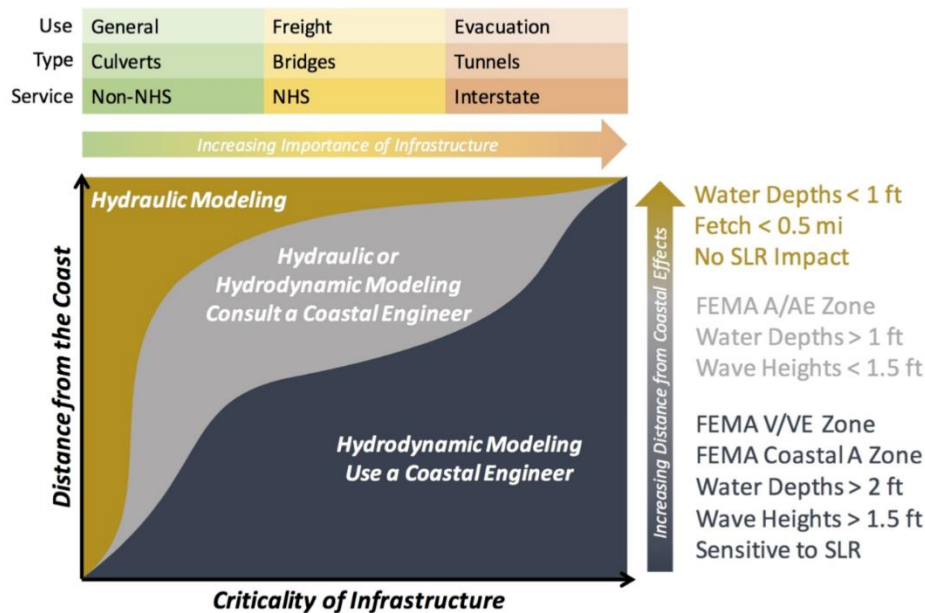 Use General Freight Evacuation
Type Culverts Bridges Tunnels
Service Non-NHS NHS Interstate
Increasing Importance of Infrastructure
Hydraulic Modeling
Hydraulic or
Hydrodynamic Modeling
Consult a Coastal Engineer
Hydrodynamic Modeling
Use a Coastal Engineer
Distance from the Coast
Criticality of Infrastructure
Increasing Distance from Coastal Effects
Water Depths < 1 ft
Fetch < 0.5 mi
No SLR Impact
FEMA A/AE Zone
Water Depths > 1 ft
Wave Heights < 1.5 ft
FEMA V/VE Zone
FEMA Coastal A Zone
Water Depths > 2 ft
Wave Heights > 1.5 ft
Sensitive to SLR